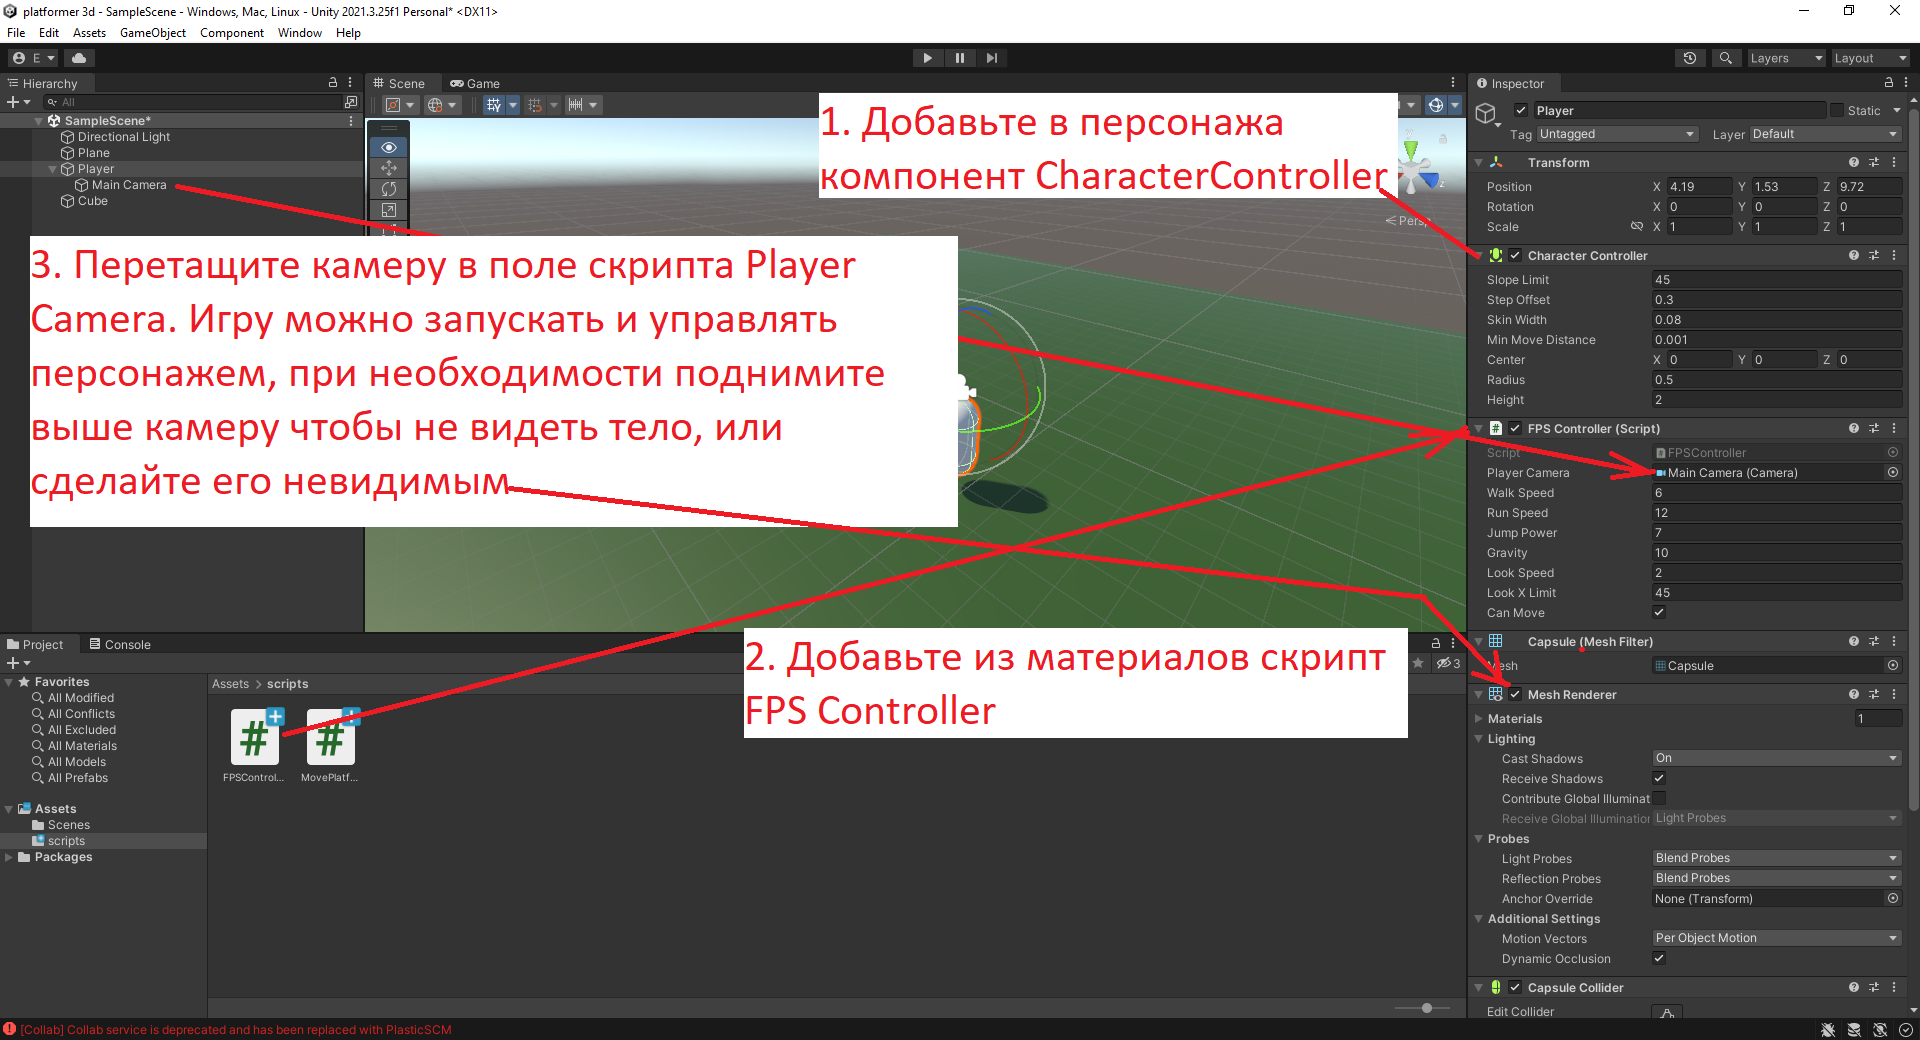 platformer 3d - SampleScene - Windows, Mac, Linux - Unity 2021.3.25f1 Personal* <DX11>
File Edit Assets GameObject Component Window Help
E
Layers
Layout
Hierarchy
All
SampleScene*
Directional Light
Plane
Player
Main Camera
Cube
Scene
Game
y
z
Persp
1. Добавьте в персонажа
компонент CharacterController
3. Перетащите камеру в поле скрипта Player
Camera. Игру можно запускать и управлять
персонажем, при необходимости поднимите
выше камеру чтобы не видеть тело, или
сделайте его невидимым
2. Добавьте из материалов скрипт
FPS Controller
Project
Console
3
Favorites
All Modified
All Conflicts
All Excluded
All Materials
All Models
All Prefabs
Assets
Scenes
scripts
Packages
Assets > scripts
FPSControl...
MovePlatf...
[Collab] Collab service is deprecated and has been replaced with PlasticSCM
Inspector
Player
Static
Tag Untagged
Layer Default
Transform
Position X 4.19 Y 1.53 Z 9.72
Rotation X 0 Y 0 Z 0
Scale X 1 Y 1 Z 1
Character Controller
Slope Limit 45
Step Offset 0.3
Skin Width 0.08
Min Move Distance 0.001
Center X 0 Y 0 Z 0
Radius 0.5
Height 2
FPS Controller (Script)
Script FPSController
Player Camera Main Camera (Camera)
Walk Speed 6
Run Speed 12
Jump Power 7
Gravity 10
Look Speed 2
Look X Limit 45
Can Move
Capsule (Mesh Filter)
Mesh Capsule
Mesh Renderer
Materials 1
Lighting
Cast Shadows On
Receive Shadows
Contribute Global Illuminat
Receive Global Illumination Light Probes
Probes
Light Probes Blend Probes
Reflection Probes Blend Probes
Anchor Override None (Transform)
Additional Settings
Motion Vectors Per Object Motion
Dynamic Occlusion
Capsule Collider
Edit Collider